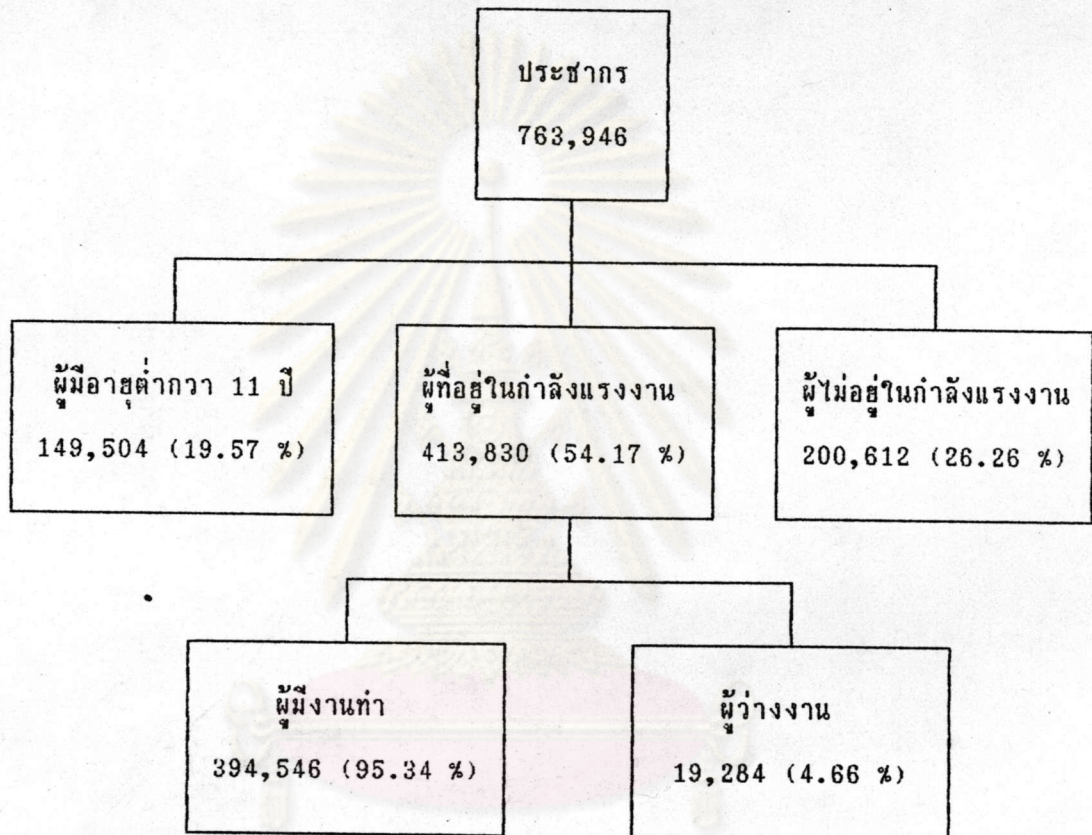 ประชากร
763,946
ผู้มีอายุต่ำกวา 11 ปี
149,504 (19.57 %)
ผู้ที่อยู่ในกำลังแรงงาน
413,830 (54.17 %)
ผู้ไม่อยู่ในกำลังแรงงาน
200,612 (26.26 %)
ผู้มีงานทำ
394,546 (95.34 %)
ผู้ว่างงาน
19,284 (4.66 %)